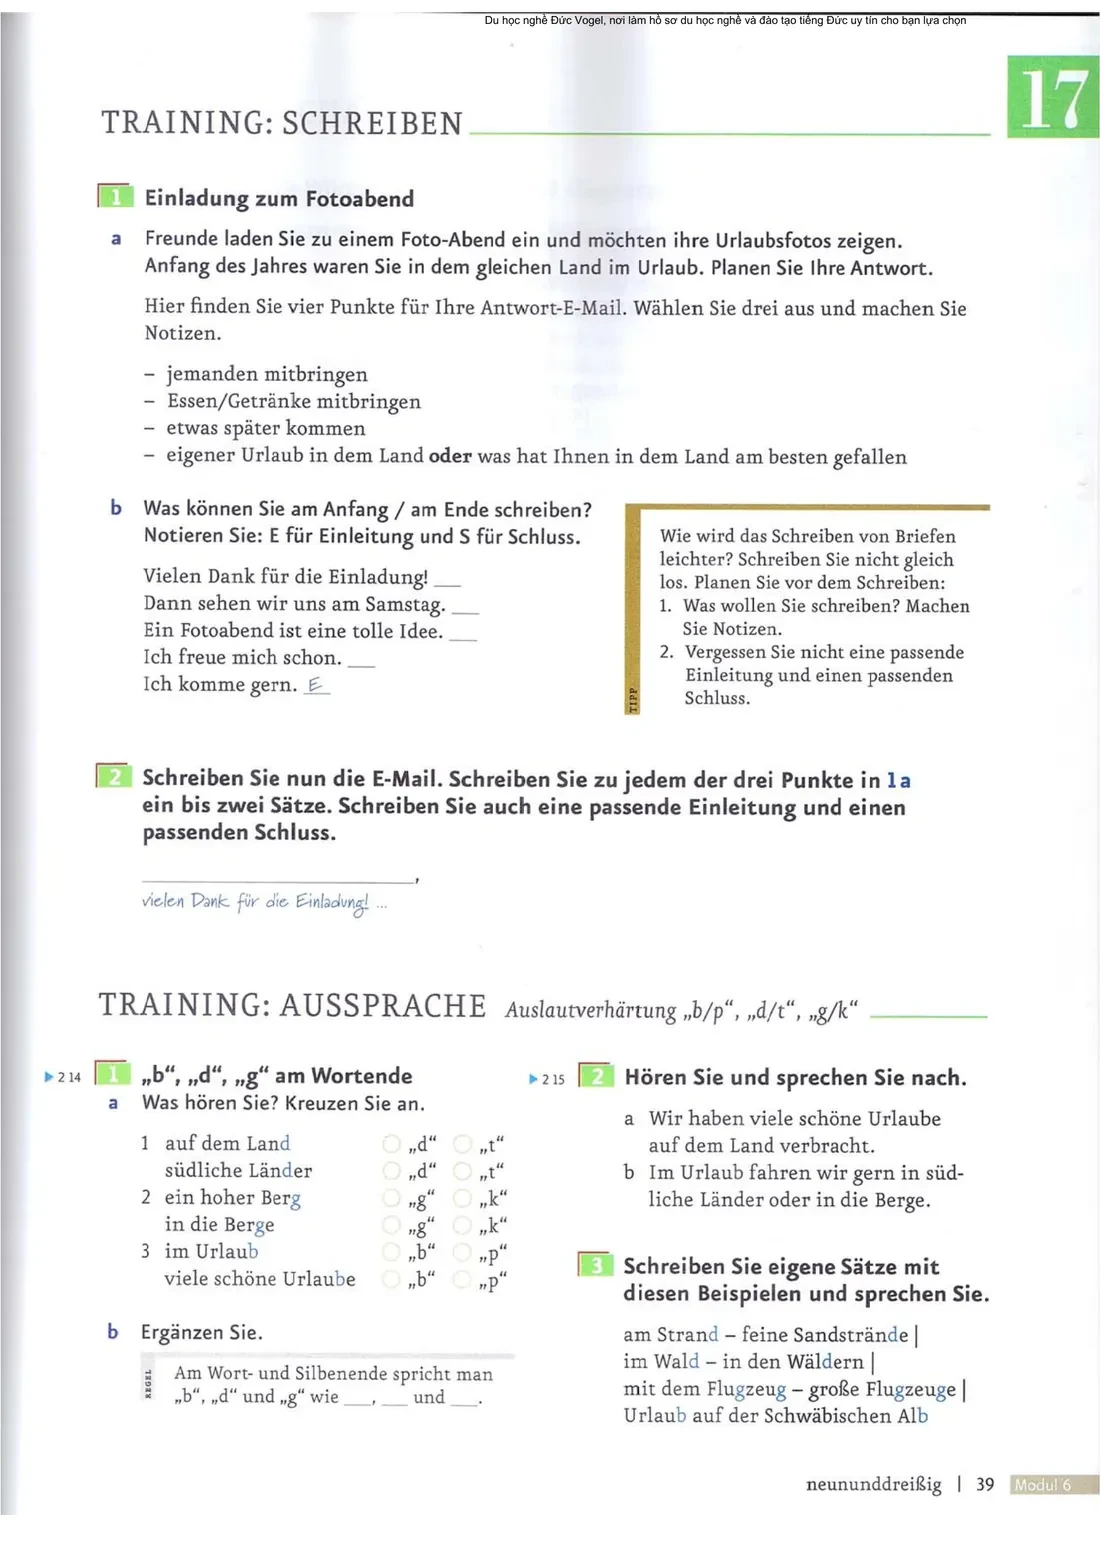 Du học nghề Đức Vogel, nơi làm hồ sơ du học nghề và đào tạo tiếng Đức uy tín cho bạn lựa chọn
17
TRAINING: SCHREIBEN
1 Einladung zum Fotoabend
a Freunde laden Sie zu einem Foto-Abend ein und möchten ihre Urlaubsfotos zeigen.
Anfang des Jahres waren Sie in dem gleichen Land im Urlaub. Planen Sie Ihre Antwort.
Hier finden Sie vier Punkte für Ihre Antwort-E-Mail. Wählen Sie drei aus und machen Sie
Notizen.
– jemanden mitbringen
– Essen/Getränke mitbringen
– etwas später kommen
– eigener Urlaub in dem Land oder was hat Ihnen in dem Land am besten gefallen
b Was können Sie am Anfang / am Ende schreiben?
Notieren Sie: E für Einleitung und S für Schluss.
Vielen Dank für die Einladung! ___
Dann sehen wir uns am Samstag. ___
Ein Fotoabend ist eine tolle Idee. ___
Ich freue mich schon. ___
Ich komme gern. E
TIPP
Wie wird das Schreiben von Briefen
leichter? Schreiben Sie nicht gleich
los. Planen Sie vor dem Schreiben:
1. Was wollen Sie schreiben? Machen
Sie Notizen.
2. Vergessen Sie nicht eine passende
Einleitung und einen passenden
Schluss.
2 Schreiben Sie nun die E-Mail. Schreiben Sie zu jedem der drei Punkte in 1a
ein bis zwei Sätze. Schreiben Sie auch eine passende Einleitung und einen
passenden Schluss.
_______________,
vielen Dank für die Einladung! ...
TRAINING: AUSSPRACHE Auslautverhärtung „b/p“, „d/t“, „g/k“
▶ 2 14 1 „b“, „d“, „g“ am Wortende
a Was hören Sie? Kreuzen Sie an.
1 auf dem Land „d“ „t“
südliche Länder „d“ „t“
2 ein hoher Berg „g“ „k“
in die Berge „g“ „k“
3 im Urlaub „b“ „p“
viele schöne Urlaube „b“ „p“
b Ergänzen Sie.
REGEL
Am Wort- und Silbenende spricht man
„b“, „d“ und „g“ wie ___, ___ und ___.
▶ 2 15 2 Hören Sie und sprechen Sie nach.
a Wir haben viele schöne Urlaube
auf dem Land verbracht.
b Im Urlaub fahren wir gern in süd-
liche Länder oder in die Berge.
3 Schreiben Sie eigene Sätze mit
diesen Beispielen und sprechen Sie.
am Strand – feine Sandstrände |
im Wald – in den Wäldern |
mit dem Flugzeug – große Flugzeuge |
Urlaub auf der Schwäbischen Alb
neununddreißig | 39 Modul 6